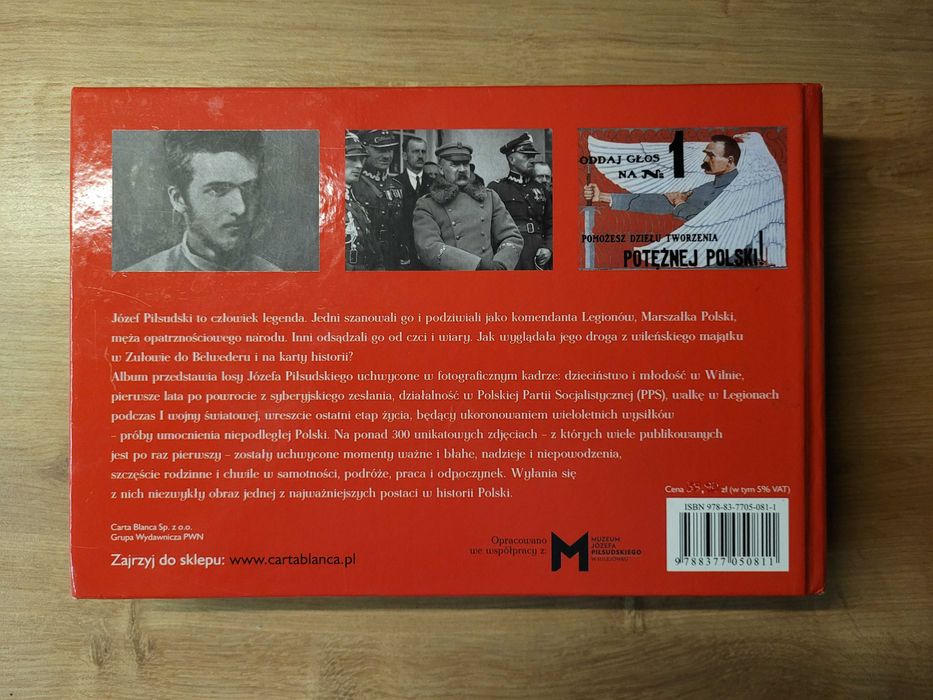 ODDAJ GŁOS
NA №: 1
POMOŻESZ DZIEŁU TWORZENIA
POTĘŻNEJ POLSKI!
Józef Piłsudski to człowiek legenda. Jedni szanowali go i podziwiali jako komendanta Legionów, Marszałka Polski,
męża opatrznościowego narodu. Inni odsądzali go od czci i wiary. Jak wyglądała jego droga z wileńskiego majątku
w Zułowie do Belwederu i na karty historii?
Album przedstawia losy Józefa Piłsudskiego uchwycone w fotograficznym kadrze: dzieciństwo i młodość w Wilnie,
pierwsze lata po powrocie z syberyjskiego zesłania, działalność w Polskiej Partii Socjalistycznej (PPS), walkę w Legionach
podczas I wojny światowej, wreszcie ostatni etap życia, będący ukoronowaniem wieloletnich wysiłków
– próby umocnienia niepodległej Polski. Na ponad 300 unikatowych zdjęciach – z których wiele publikowanych
jest po raz pierwszy – zostały uchwycone momenty ważne i błahe, nadzieje i niepowodzenia,
szczęście rodzinne i chwile w samotności, podróże, praca i odpoczynek. Wyłania się
z nich niezwykły obraz jednej z najważniejszych postaci w historii Polski.
Carta Blanca Sp. z o.o.
Grupa Wydawnicza PWN
Zajrzyj do sklepu: www.cartablanca.pl
Opracowano
we współpracy z:
M
MUZEUM
JÓZEFA
PIŁSUDSKIEGO
W SULEJÓWKU
Cena zł (w tym 5% VAT)
ISBN 978-83-7705-081-1
9 788377 050811